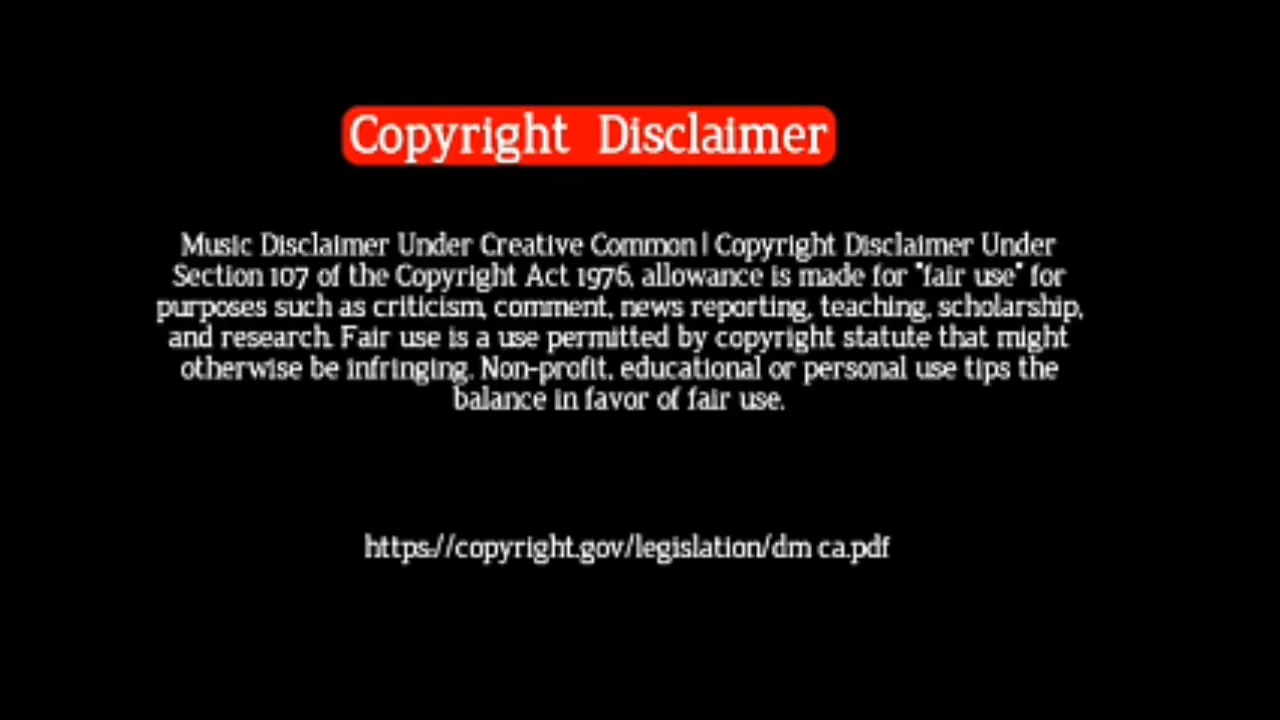 Copyright Disclaimer
Music Disclaimer Under Creative Common | Copyright Disclaimer Under
Section 107 of the Copyright Act 1976, allowance is made for "fair use" for
purposes such as criticism, comment, news reporting, teaching, scholarship,
and research. Fair use is a use permitted by copyright statute that might
otherwise be infringing. Non-profit, educational or personal use tips the
balance in favor of fair use.
https://copyright.gov/legislation/dm ca.pdf